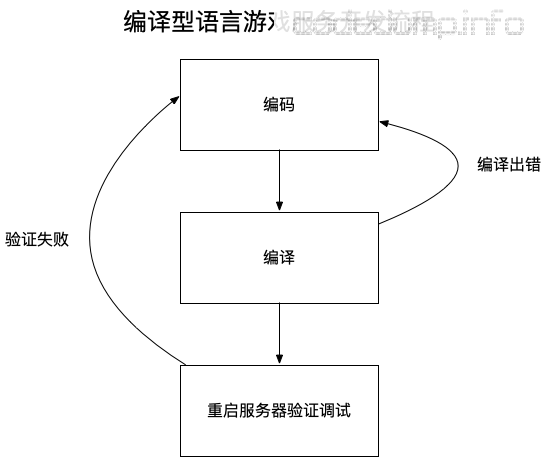 编译型语言游戏服务开发流程
编码
编译出错
编译
验证失败
重启服务器验证调试